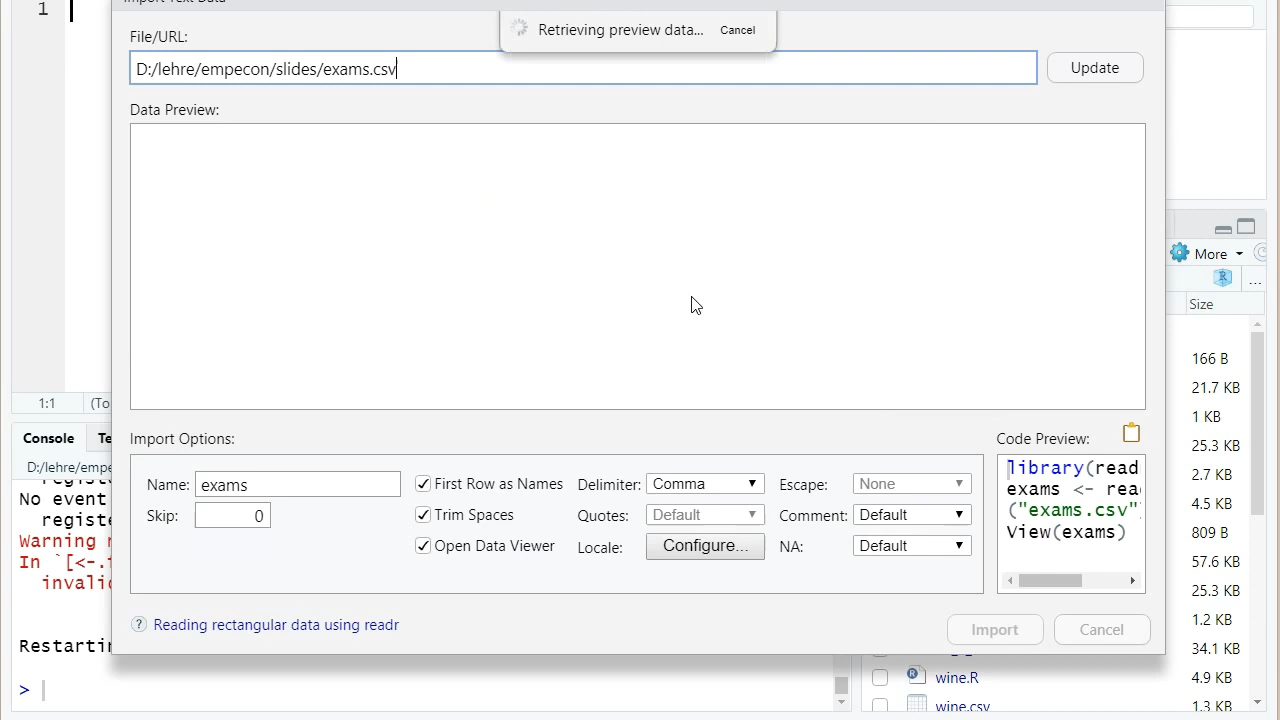 1
Import Text Data
File/URL:
Retrieving preview data... Cancel
D:/lehre/empecon/slides/exams.csv
Update
Data Preview:
More
...
Size
166 B
21.7 KB
1 KB
25.3 KB
2.7 KB
4.5 KB
809 B
57.6 KB
25.3 KB
1.2 KB
34.1 KB
wine.R 4.9 KB
wine.csv 1.3 KB
1:1 (To
Console Te
D:/lehre/empe
registe
No event
registe
Warning
In `[<-.
invalid
Restartin
>
Import Options:
Name: exams
Skip: 0
First Row as Names
Trim Spaces
Open Data Viewer
Delimiter: Comma
Quotes: Default
Locale: Configure...
Escape: None
Comment: Default
NA: Default
Code Preview:
library(read
exams <- rea
("exams.csv"
View(exams)
? Reading rectangular data using readr
Import Cancel